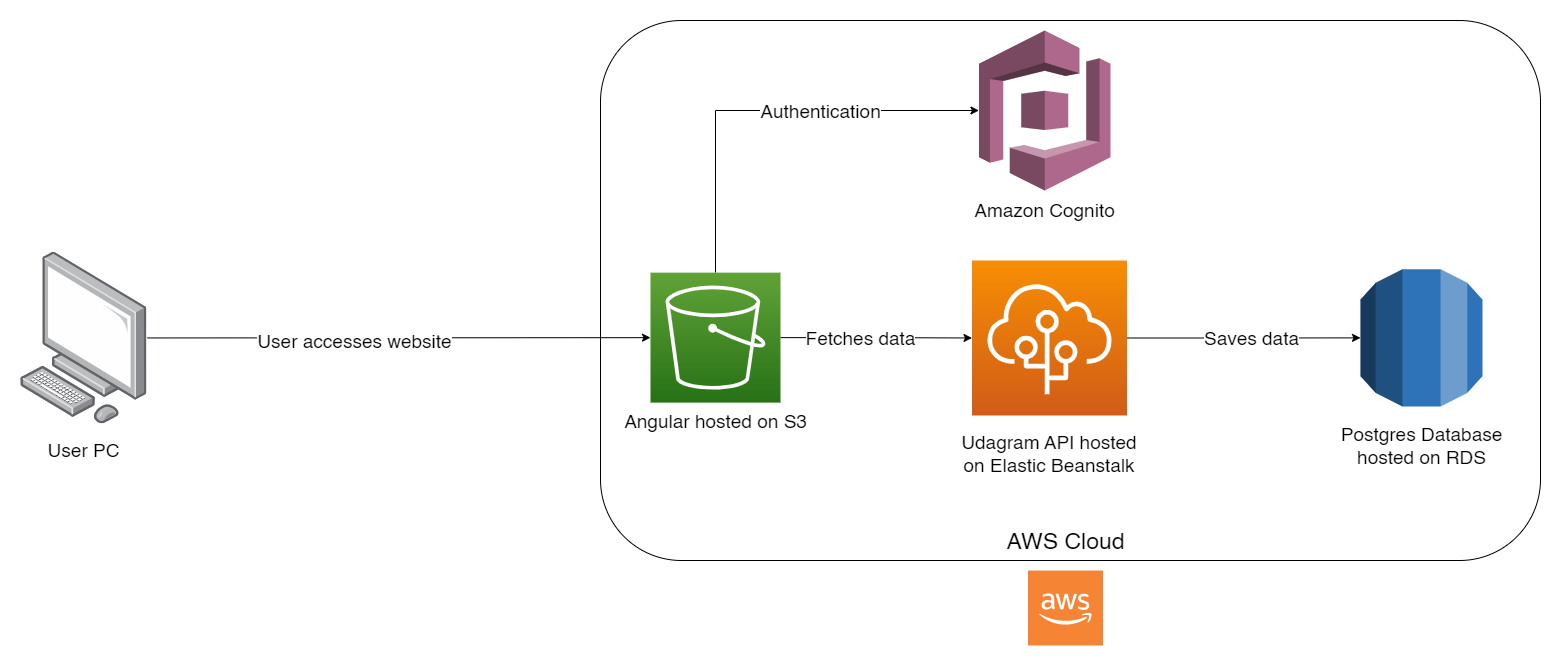 Authentication
Amazon Cognito
User accesses website
Fetches data
Saves data
User PC
Angular hosted on S3
Udagram API hosted
on Elastic Beanstalk
Postgres Database
hosted on RDS
AWS Cloud
aws